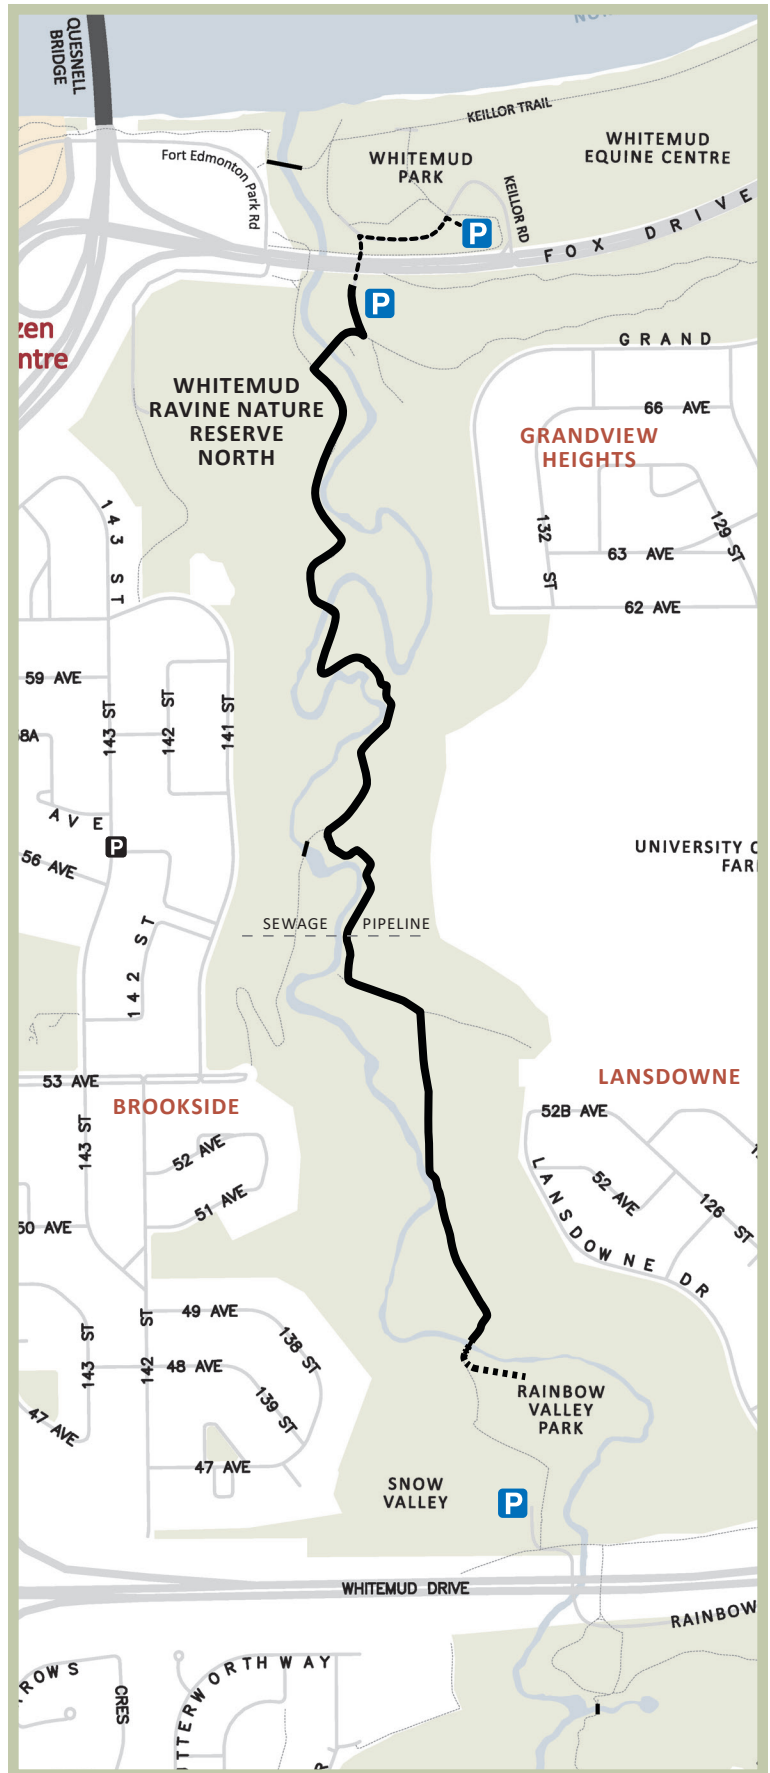 QUESNELL
BRIDGE
KEILLOR TRAIL
WHITEMUD
EQUINE CENTRE
Fort Edmonton Park Rd
WHITEMUD
PARK
KEILLOR RD
P
FOX DRIVE
P
zen
ntre
GRAND
WHITEMUD
RAVINE NATURE
RESERVE
NORTH
66 AVE
GRANDVIEW
HEIGHTS
143 ST
132 ST
129 ST
63 AVE
62 AVE
59 AVE
143 ST
142 ST
141 ST
8A
AVE
P
56 AVE
UNIVERSITY
FAR
SEWAGE PIPELINE
142 ST
53 AVE
LANSDOWNE
BROOKSIDE
52B AVE
143 ST
52 AVE
52 AVE
51 AVE
126 ST
50 AVE
LANSDOWNE DR
49 AVE
143 ST
142 ST
138 ST
48 AVE
139 ST
RAINBOW
VALLEY
PARK
47 AVE
47 AVE
SNOW
VALLEY
P
WHITEMUD DRIVE
RAINBOW
ROWS
CRES
UTTERWORTH WAY